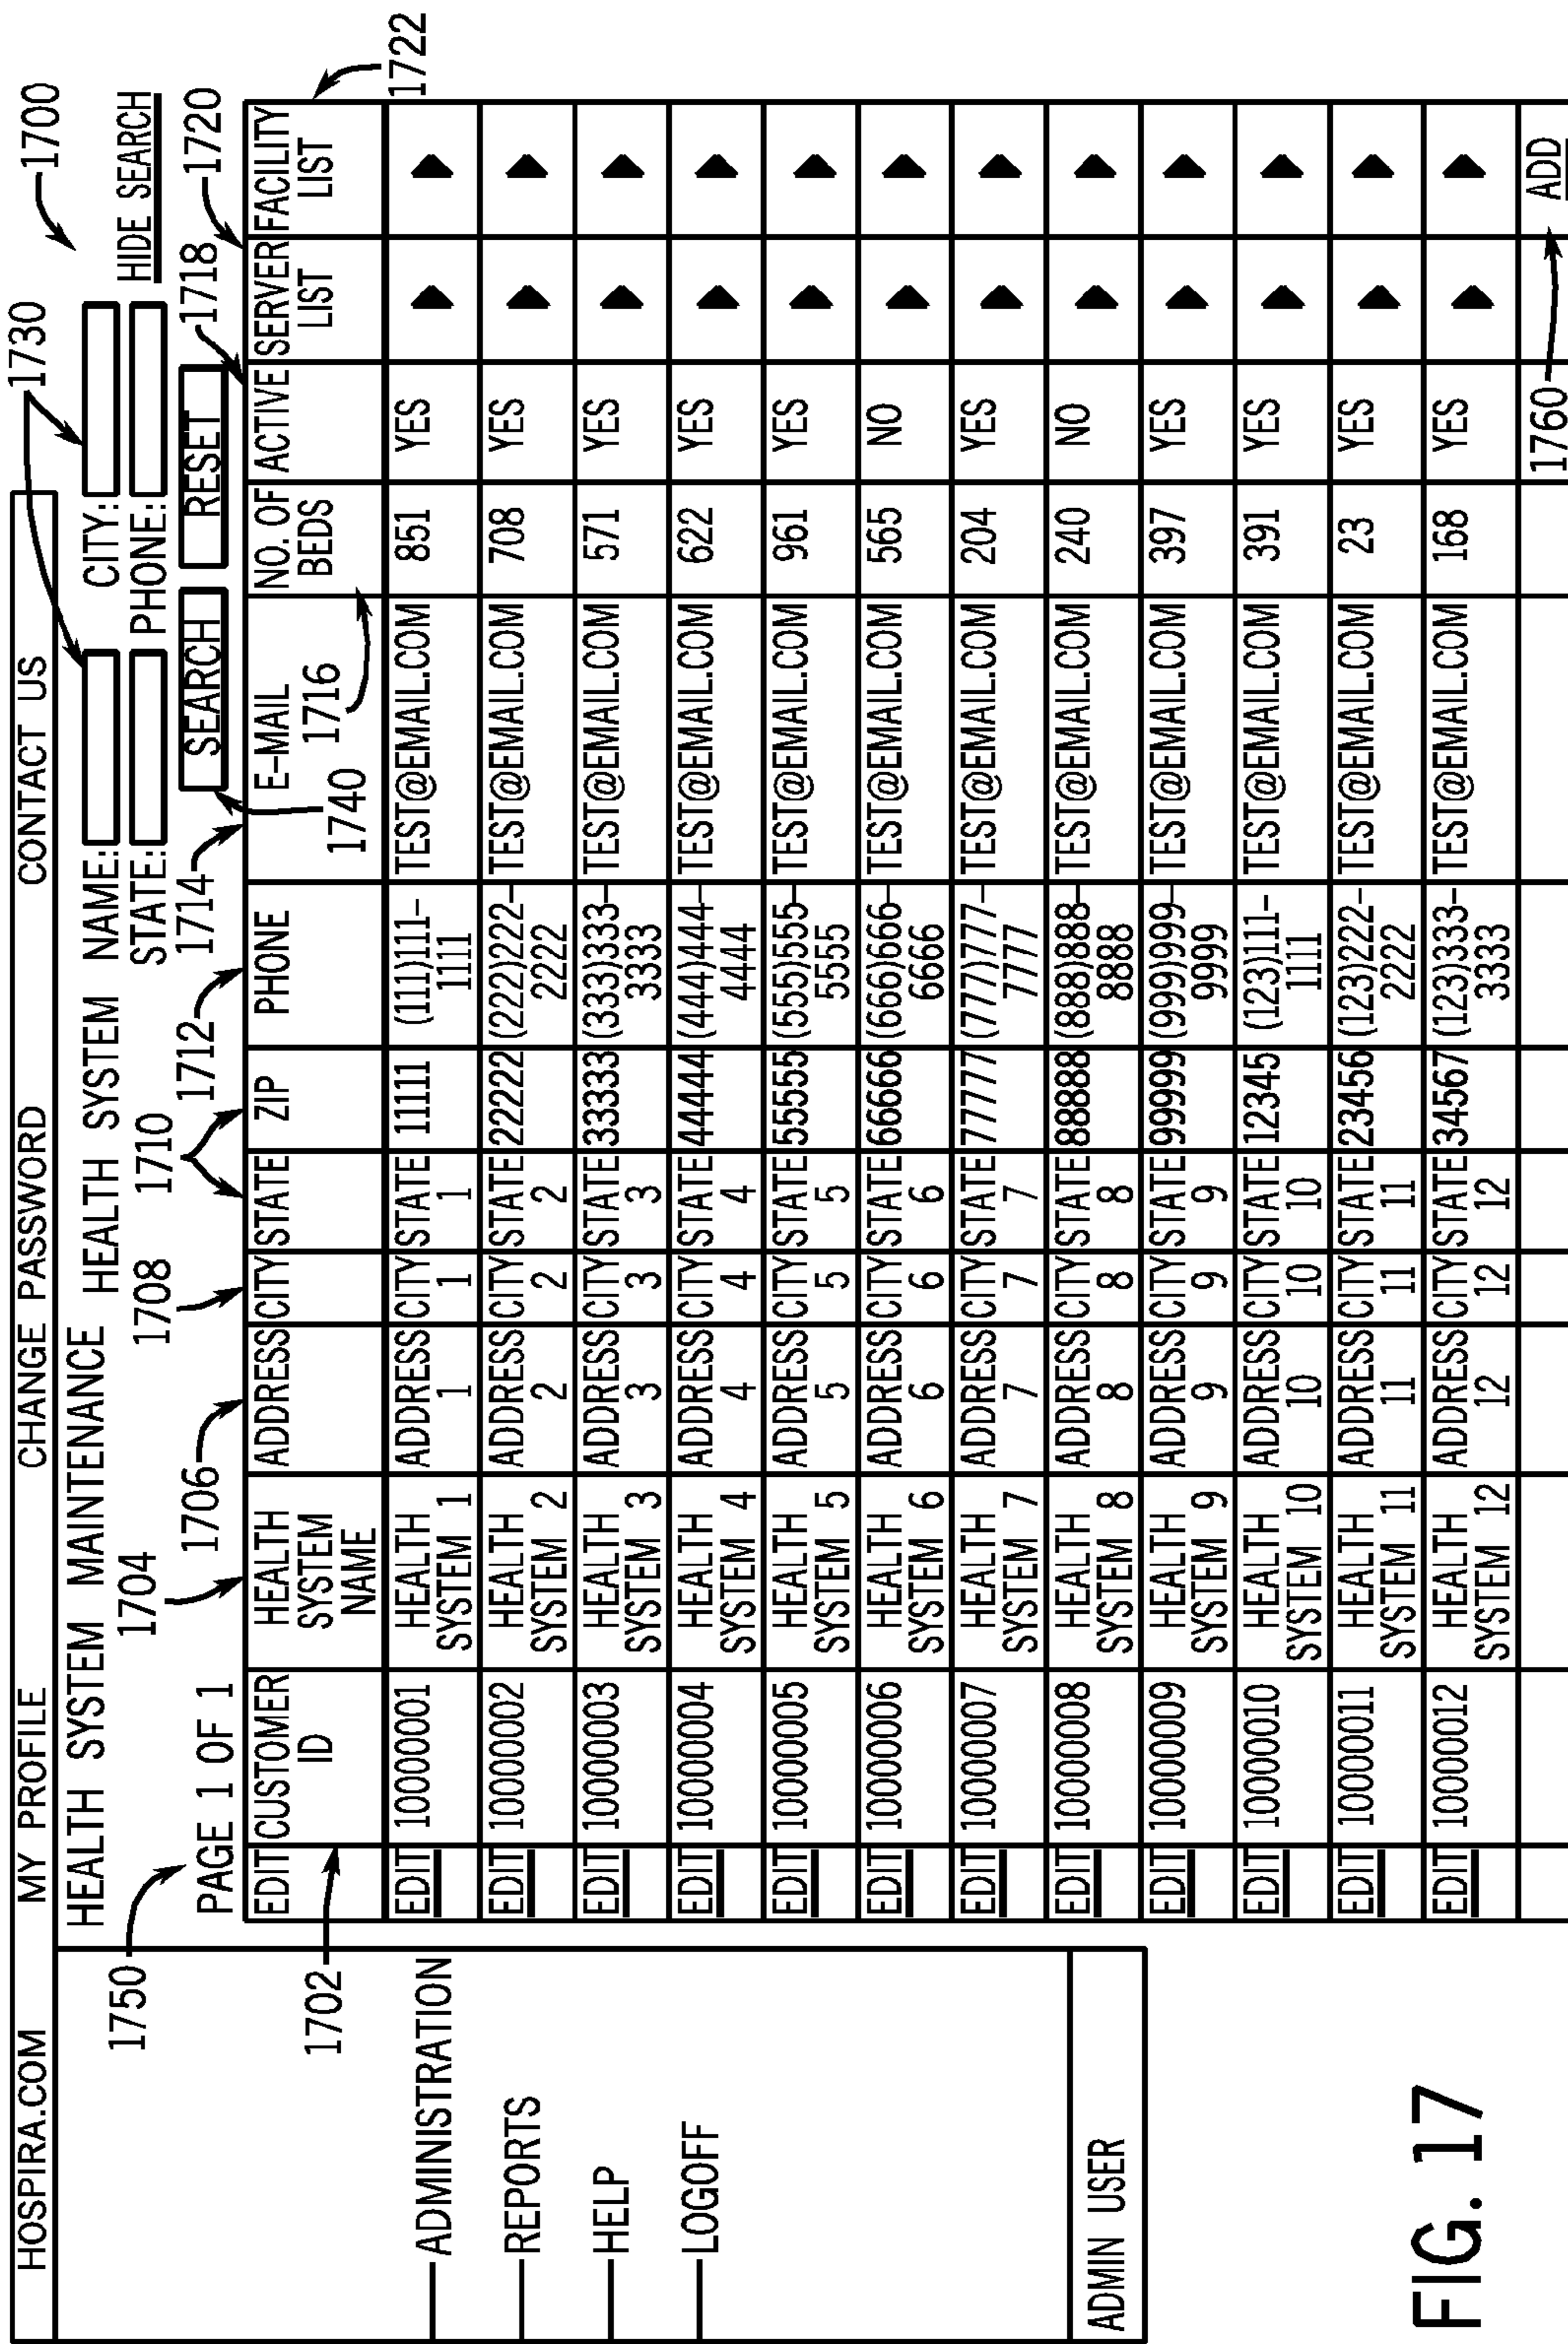 HOSPIRA.COM MY PROFILE CHANGE PASSWORD CONTACT US
1730
1700
HEALTH SYSTEM MAINTENANCE
HEALTH SYSTEM NAME: CITY:
STATE: PHONE:
HIDE SEARCH
SEARCH RESET
1750
PAGE 1 OF 1
1704 1706 1708 1710 1712 1714 1718 1720
1702 1740 1716 1722
EDIT CUSTOMER ID HEALTH SYSTEM NAME ADDRESS CITY STATE ZIP PHONE E-MAIL NO. OF BEDS ACTIVE SERVER LIST FACILITY LIST
EDIT 10000001 HEALTH SYSTEM 1 ADDRESS 1 CITY 1 STATE 1 11111 (111)111-1111 TEST@EMAIL.COM 851 YES
EDIT 10000002 HEALTH SYSTEM 2 ADDRESS 2 CITY 2 STATE 2 22222 (222)222-2222 TEST@EMAIL.COM 708 YES
EDIT 10000003 HEALTH SYSTEM 3 ADDRESS 3 CITY 3 STATE 3 33333 (333)333-3333 TEST@EMAIL.COM 571 YES
EDIT 10000004 HEALTH SYSTEM 4 ADDRESS 4 CITY 4 STATE 4 44444 (444)444-4444 TEST@EMAIL.COM 622 YES
EDIT 10000005 HEALTH SYSTEM 5 ADDRESS 5 CITY 5 STATE 5 55555 (555)555-5555 TEST@EMAIL.COM 961 YES
EDIT 10000006 HEALTH SYSTEM 6 ADDRESS 6 CITY 6 STATE 6 66666 (666)666-6666 TEST@EMAIL.COM 565 NO
EDIT 10000007 HEALTH SYSTEM 7 ADDRESS 7 CITY 7 STATE 7 77777 (777)777-7777 TEST@EMAIL.COM 204 YES
EDIT 10000008 HEALTH SYSTEM 8 ADDRESS 8 CITY 8 STATE 8 88888 (888)888-8888 TEST@EMAIL.COM 240 NO
EDIT 10000009 HEALTH SYSTEM 9 ADDRESS 9 CITY 9 STATE 9 99999 (999)999-9999 TEST@EMAIL.COM 397 YES
EDIT 10000010 HEALTH SYSTEM 10 ADDRESS 10 CITY 10 STATE 10 12345 (123)111-1111 TEST@EMAIL.COM 391 YES
EDIT 10000011 HEALTH SYSTEM 11 ADDRESS 11 CITY 11 STATE 11 23456 (123)222-2222 TEST@EMAIL.COM 23 YES
EDIT 10000012 HEALTH SYSTEM 12 ADDRESS 12 CITY 12 STATE 12 34567 (123)333-3333 TEST@EMAIL.COM 168 YES
1760 ADD
ADMINISTRATION
REPORTS
HELP
LOGOFF
ADMIN USER
FIG. 17